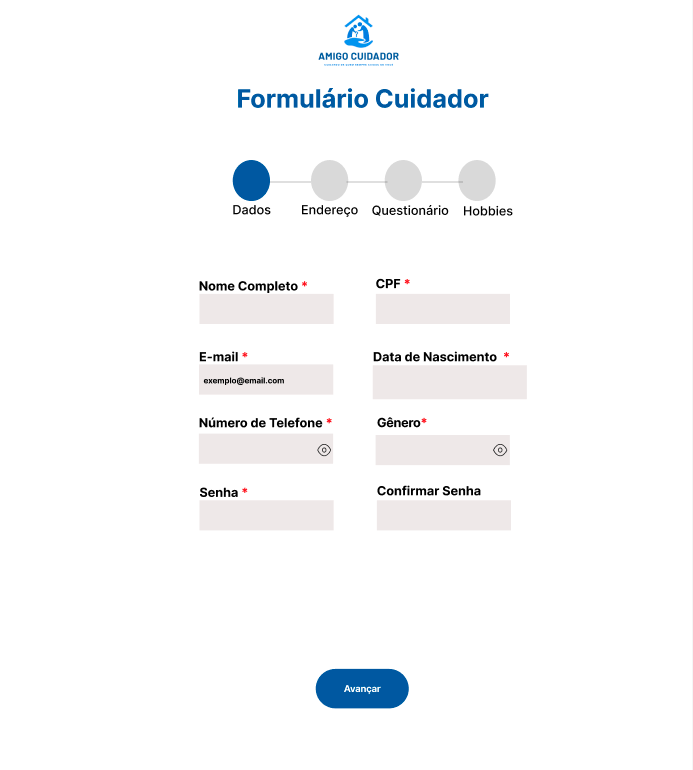 AMIGO CUIDADOR
Formulário Cuidador
Dados
Endereço
Questionário
Hobbies
Nome Completo *
CPF *
E-mail *
Data de Nascimento *
exemplo@email.com
Número de Telefone *
Gênero*
Senha *
Confirmar Senha
Avançar